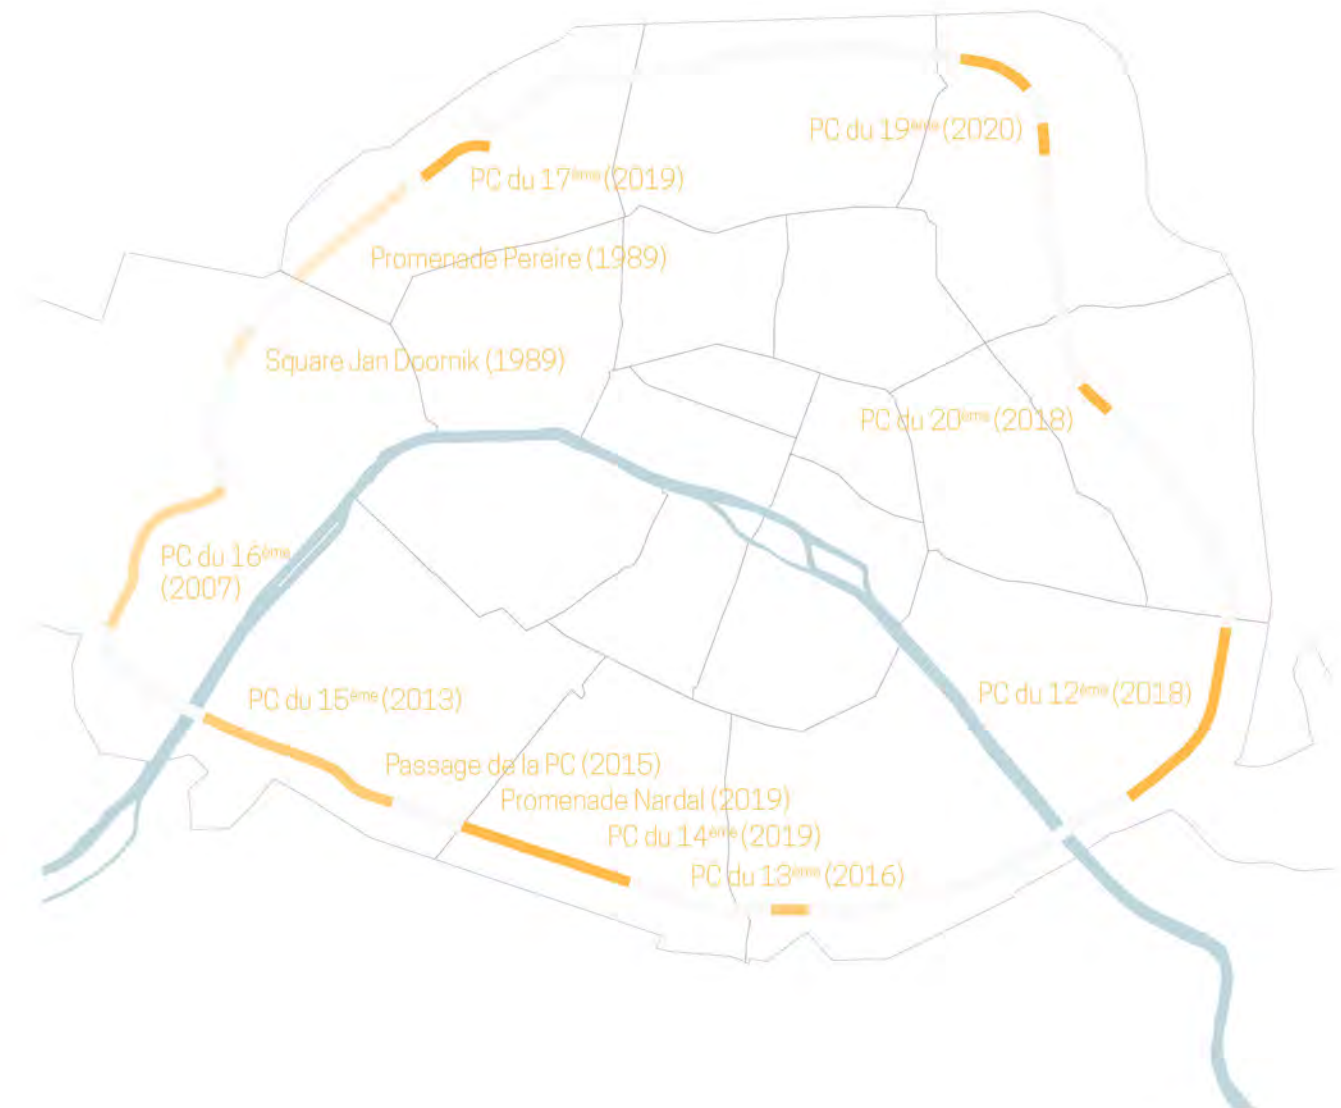 PC du 19ème (2020)
PC du 17ème (2019)
Promenade Pereire (1989)
Square Jan Doornik (1989)
PC du 20ème (2018)
PC du 16ème
(2007)
PC du 15ème (2013)
PC du 12ème (2018)
Passage de la PC (2015)
Promenade Nardal (2019)
PC du 14ème (2019)
PC du 13ème (2016)